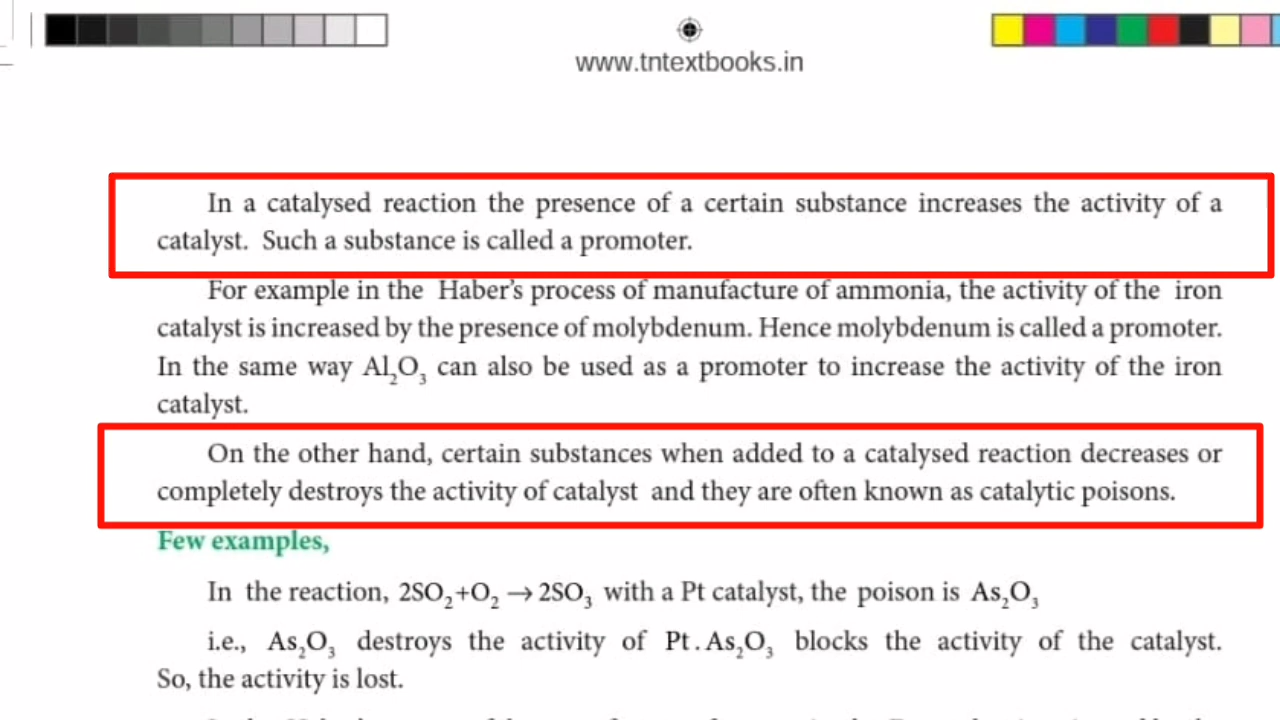 www.tntextbooks.in
In a catalysed reaction the presence of a certain substance increases the activity of a
catalyst. Such a substance is called a promoter.
For example in the Haber's process of manufacture of ammonia, the activity of the iron
catalyst is increased by the presence of molybdenum. Hence molybdenum is called a promoter.
In the same way Al₂O₃ can also be used as a promoter to increase the activity of the iron
catalyst.
On the other hand, certain substances when added to a catalysed reaction decreases or
completely destroys the activity of catalyst and they are often known as catalytic poisons.
Few examples,
In the reaction, 2SO₂+O₂ → 2SO₃ with a Pt catalyst, the poison is As₂O₃
i.e., As₂O₃ destroys the activity of Pt . As₂O₃ blocks the activity of the catalyst.
So, the activity is lost.